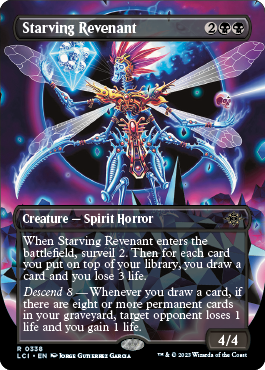 Starving Revenant 2
Creature — Spirit Horror
When Starving Revenant enters the
battlefield, surveil 2. Then for each card
you put on top of your library, you draw a
card and you lose 3 life.
Descend 8 — Whenever you draw a card, if
there are eight or more permanent cards
in your graveyard, target opponent loses 1
life and you gain 1 life.
4/4
R 0338
LCI • EN Jorge Gutierrez Garcia
™ & © 2023 Wizards of the Coast